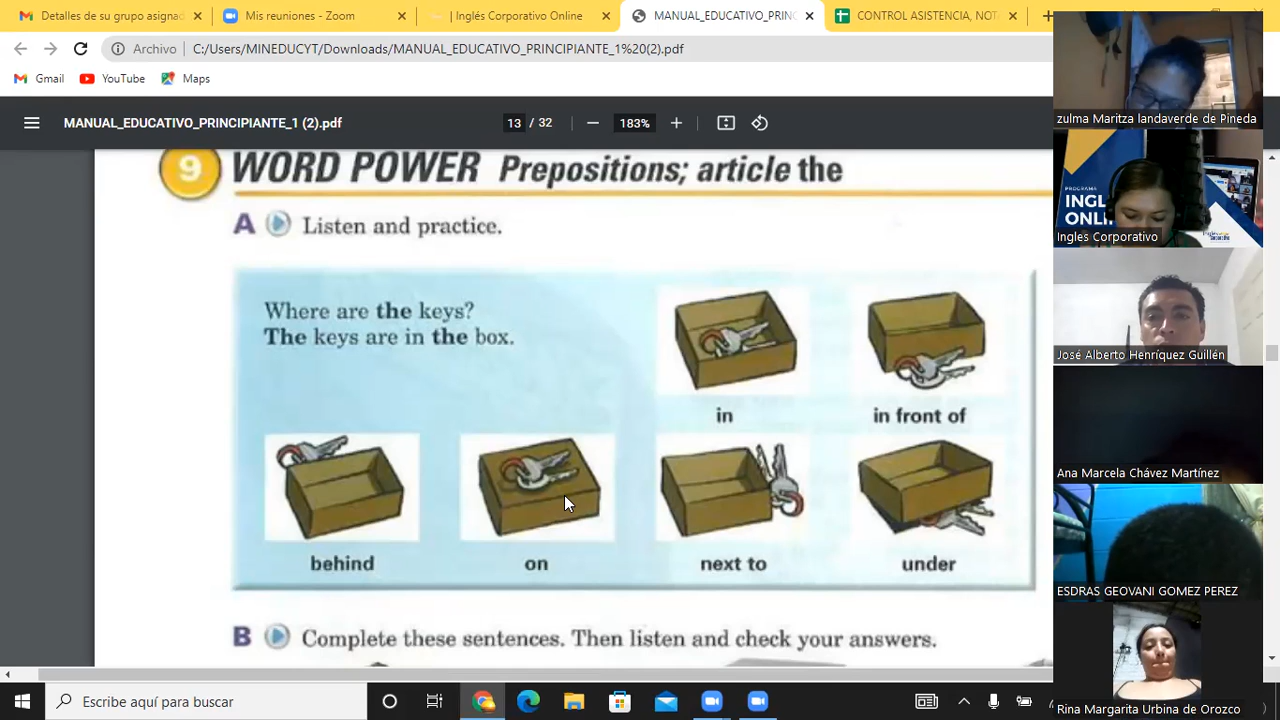 Detalles de su grupo asignad
Mis reuniones - Zoom
| Inglés Corporativo Online
MANUAL_EDUCATIVO_PRINCIPI
CONTROL ASISTENCIA, NOT
Archivo
C:/Users/MINEDUCYT/Downloads/MANUAL_EDUCATIVO_PRINCIPIANTE_1%20(2).pdf
Gmail
YouTube
Maps
MANUAL_EDUCATIVO_PRINCIPIANTE_1 (2).pdf
13 / 32
183%
9 WORD POWER Prepositions; article the
A Listen and practice.
Where are the keys?
The keys are in the box.
in
in front of
behind
on
next to
under
B Complete these sentences. Then listen and check your answers.
zulma Maritza landaverde de Pineda
PROGRAMA
INGL
ONLI
Ingles Corporativo
José Alberto Henríquez Guillén
Ana Marcela Chávez Martínez
ESDRAS GEOVANI GOMEZ PEREZ
Rina Margarita Urbina de Orozco
Escribe aquí para buscar